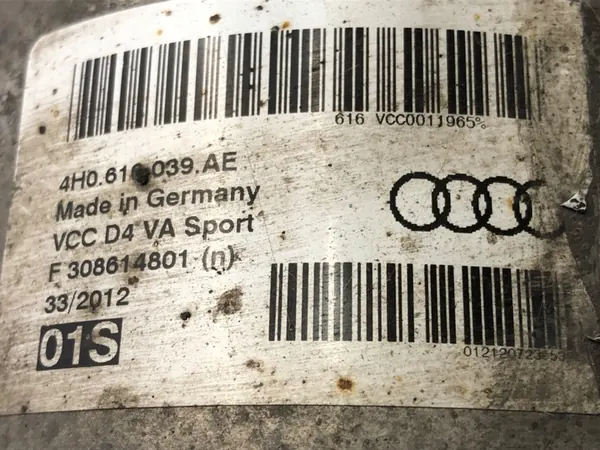 616 VCC0011965%
4H0.616.039.AE
Made in Germany
VCC D4 VA Sport
F 308614801 (n)
33/2012
01S